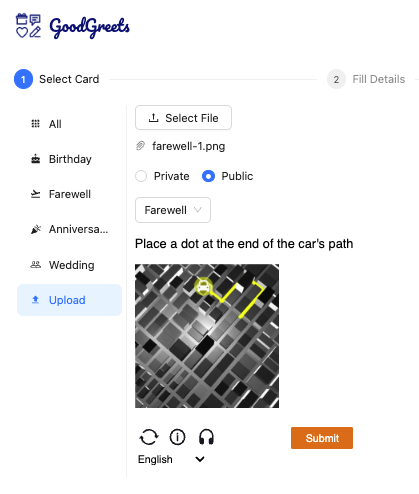 GoodGreets
1 Select Card
2 Fill Details
All
Birthday
Farewell
Anniversa...
Wedding
Upload
Select File
farewell-1.png
Private Public
Farewell
Place a dot at the end of the car's path
Submit
English